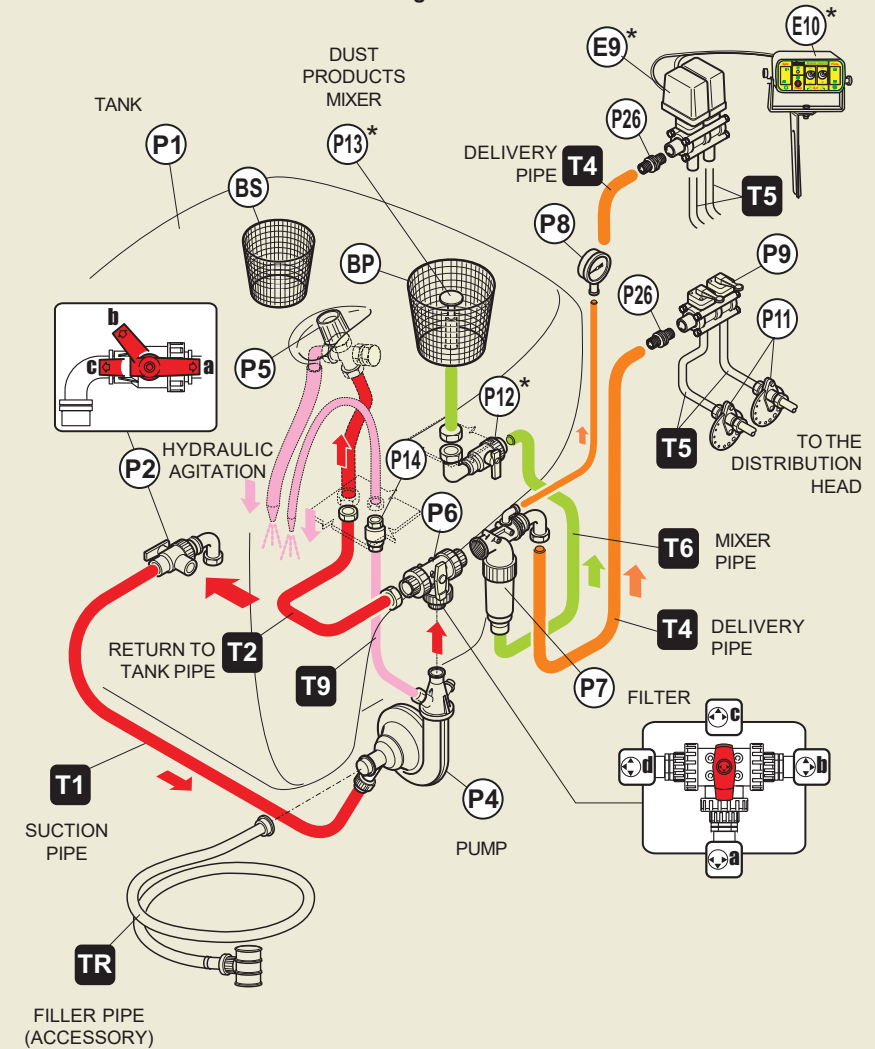 E10*
E9*
DUST
PRODUCTS
MIXER
TANK
P26
P13*
P1
DELIVERY
PIPE
T4
BS
T5
P8
P9
BP
P26
b
P11
c
a
P5
P12*
T5
TO THE
DISTRIBUTION
HEAD
HYDRAULIC
AGITATION
P2
P14
P6
T6
MIXER
PIPE
T4
DELIVERY
PIPE
RETURN TO
TANK PIPE
T2
T9
P7
FILTER
c
T1
d
b
P4
SUCTION
PIPE
PUMP
a
TR
FILLER PIPE
(ACCESSORY)